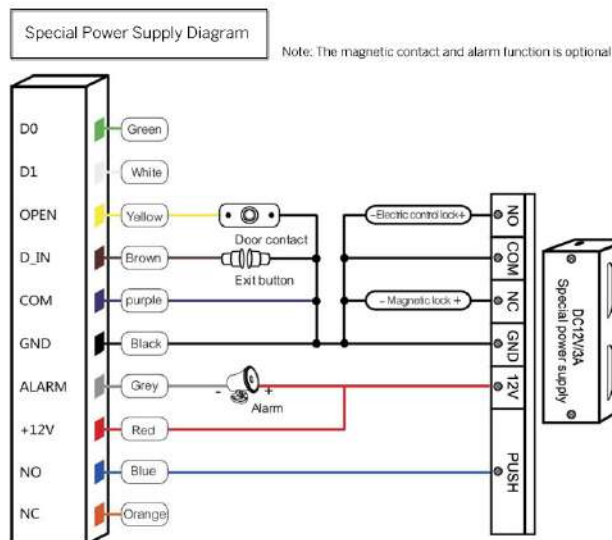 Special Power Supply Diagram
Note: The magnetic contact and alarm function is optional
D0
Green
D1
White
OPEN
Yellow
Door contact
-Electric control lock+
NO
D_IN
Brown
Exit button
COM
COM
purple
- Magnetic lock +
NC
GND
Black
GND
ALARM
Grey
- +
Alarm
12V
+12V
Red
NO
Blue
PUSH
NC
Orange
DC12V/3A
Special power supply